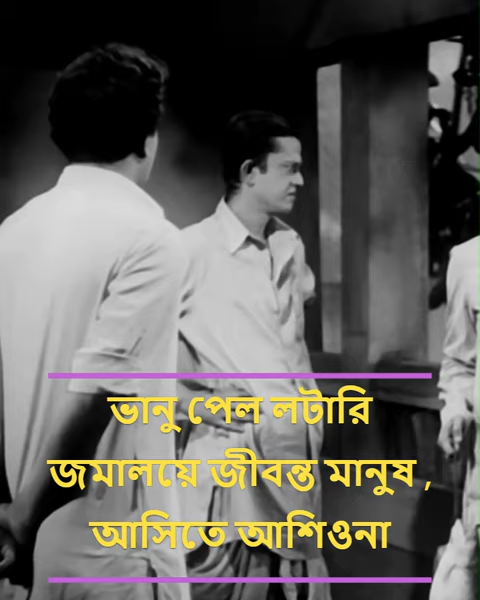 ভানু পেল লটারি
জমালয়ে জীবন্ত মানুষ ,
আসিতে আশিওনা